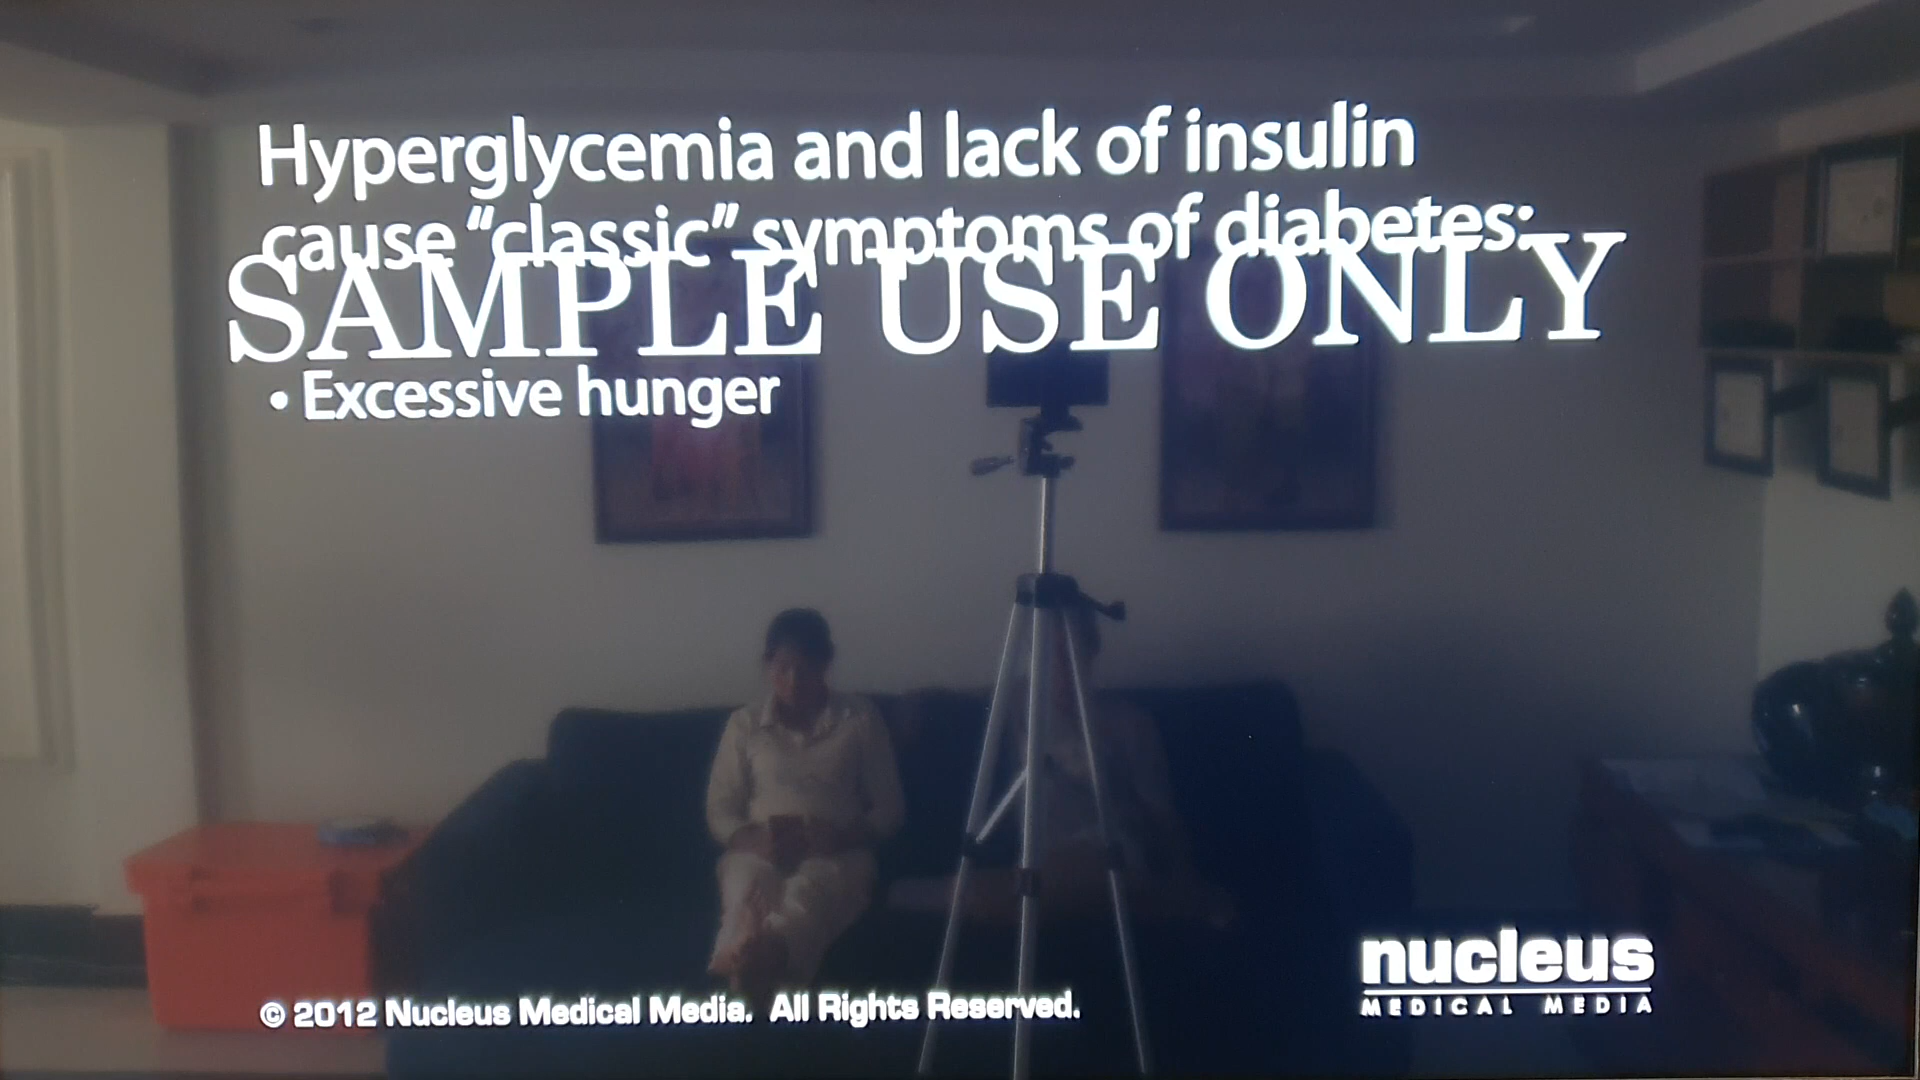 Hyperglycemia and lack of insulin
cause “classic” symptoms of diabetes:
SAMPLE USE ONLY
• Excessive hunger
nucleus
MEDICAL MEDIA
© 2012 Nucleus Medical Media. All Rights Reserved.